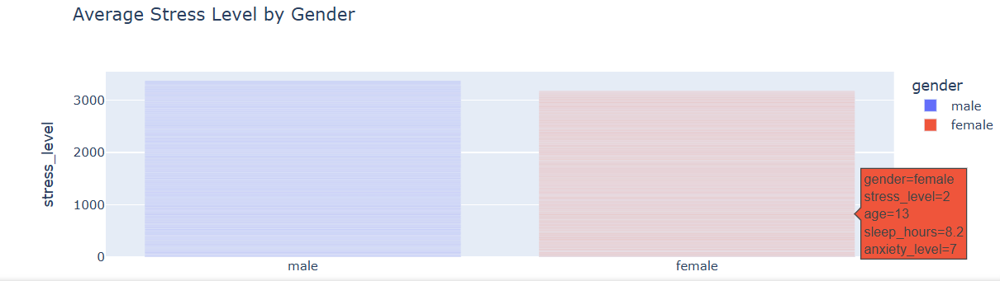 Average Stress Level by Gender
stress_level
3000
2000
1000
0
male
female
gender
male
female
gender=female
stress_level=2
age=13
sleep_hours=8.2
anxiety_level=7